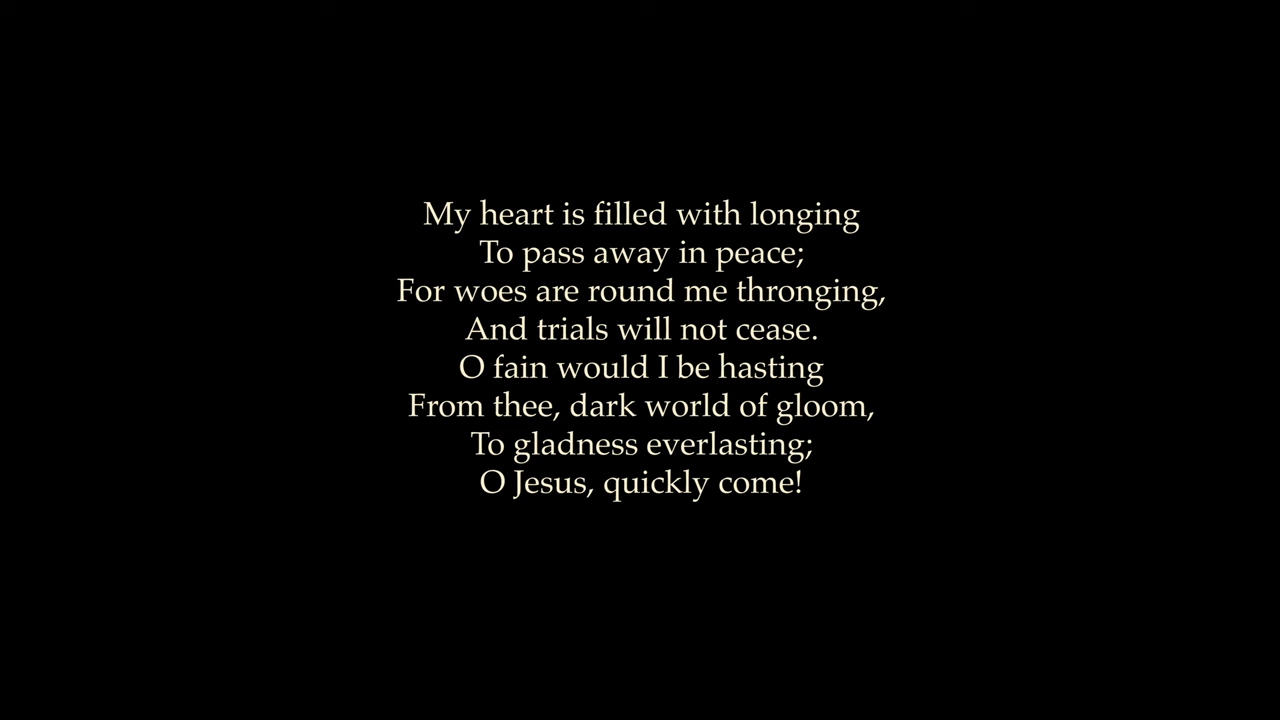 My heart is filled with longing
To pass away in peace;
For woes are round me thronging,
And trials will not cease.
O fain would I be hasting
From thee, dark world of gloom,
To gladness everlasting;
O Jesus, quickly come!